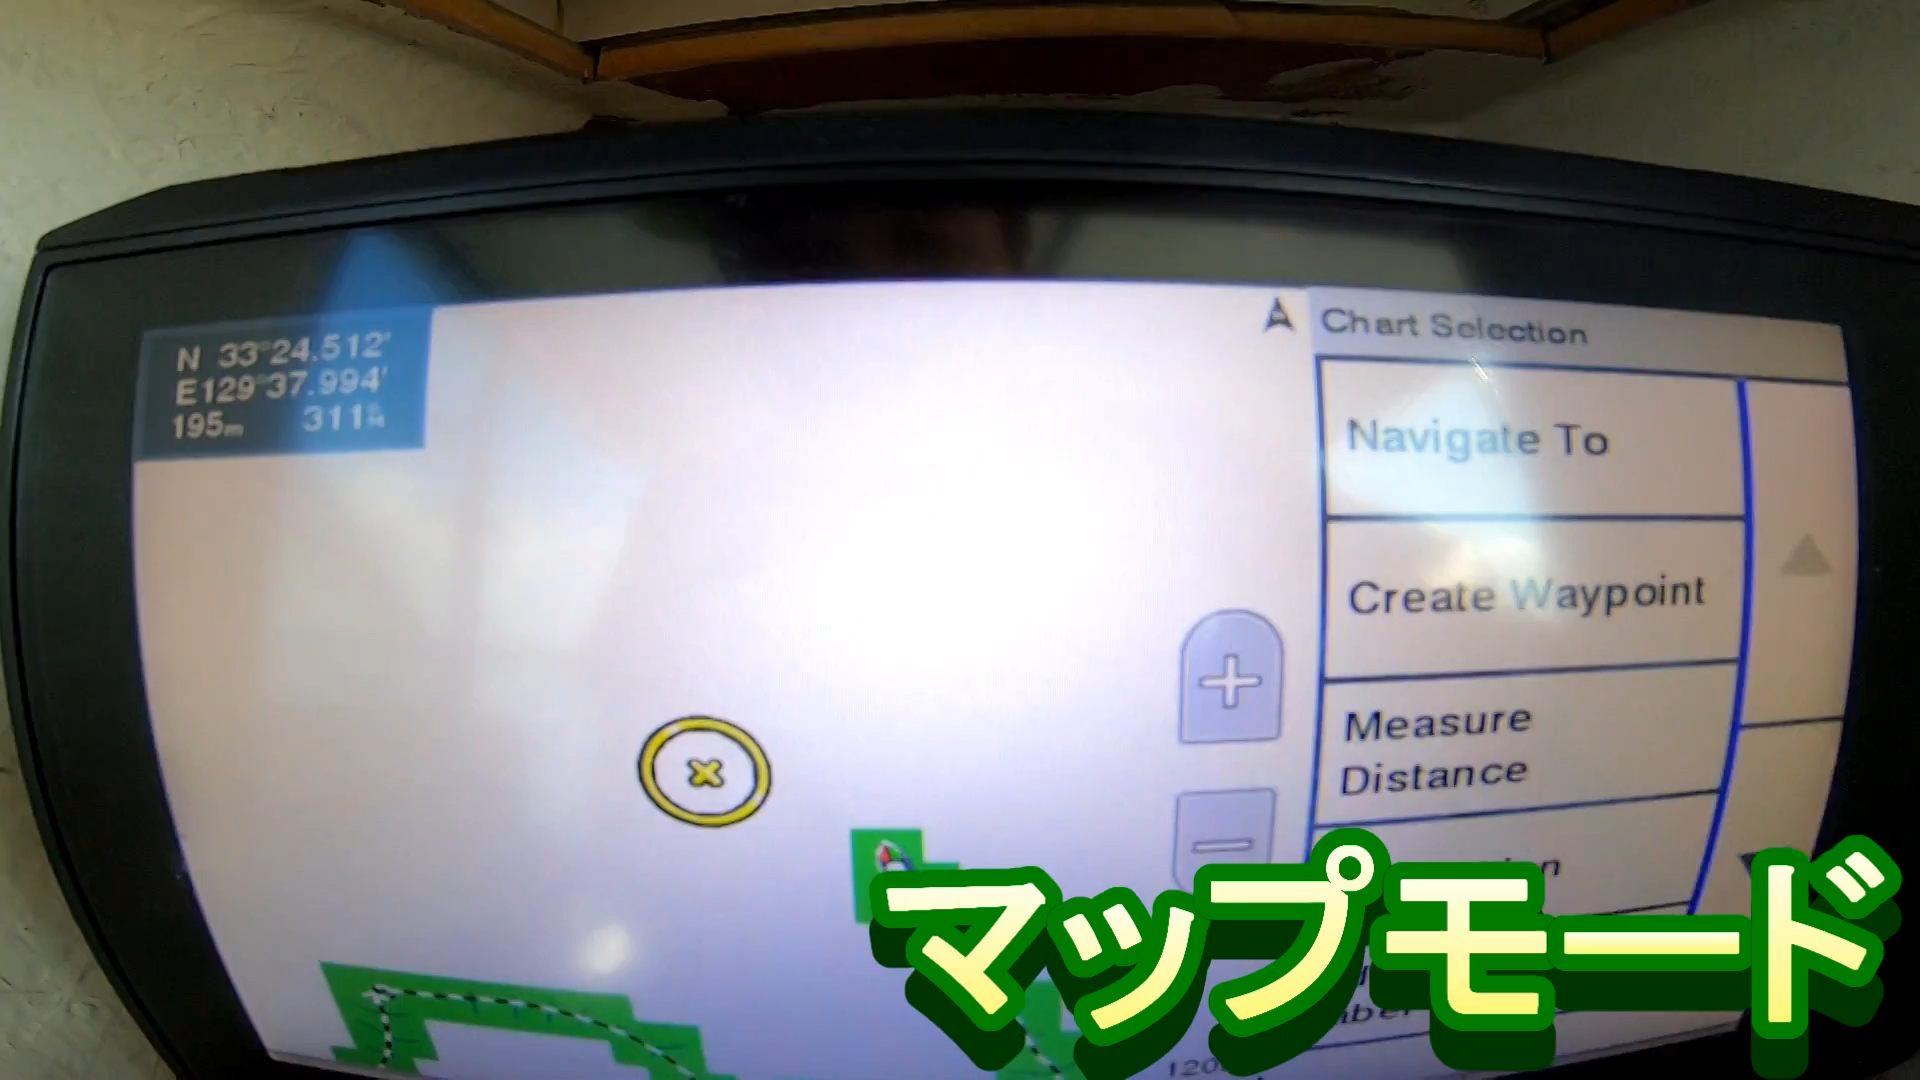 N 33°24.512'
E129°37.994'
195m 311°
Chart Selection
Navigate To
Create Waypoint
Measure
Distance
マップモード